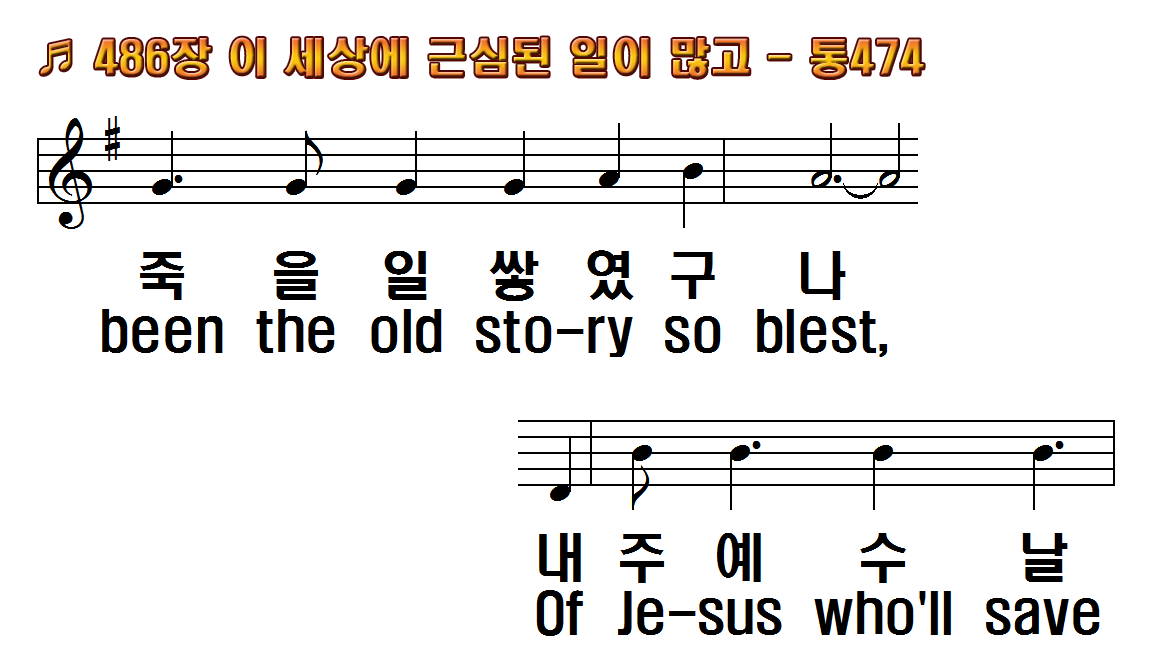 ♬ 486장 이 세상에 근심된 일이 많고 - 통474
죽 을 일 쌓 였 구 나
been the old sto-ry so blest,
내 주 예 수 날
Of Je-sus who'll save